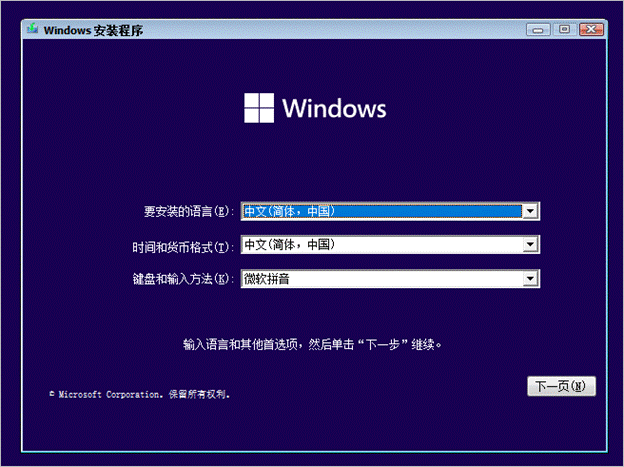 Windows 安装程序
Windows
要安装的语言(E): 中文(简体，中国)
时间和货币格式(T): 中文(简体，中国)
键盘和输入方法(K): 微软拼音
输入语言和其他首选项，然后单击“下一步”继续。
下一页(N)
© Microsoft Corporation. 保留所有权利.